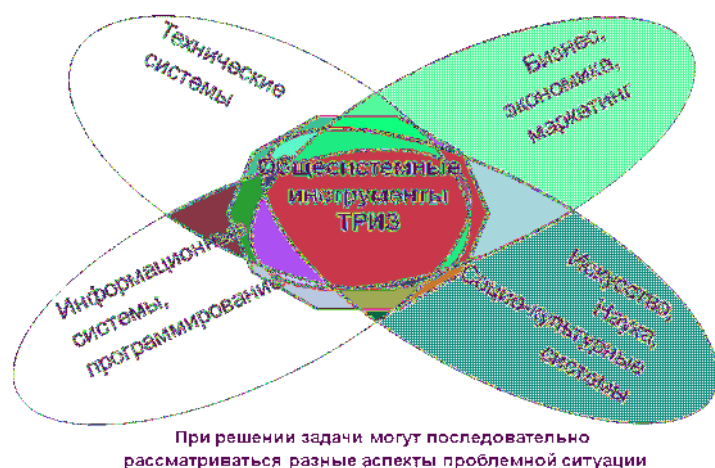 Технические
системы
Бизнес,
экономика,
маркетинг
Общесистемные
инструменты
ТРИЗ
Информационные
системы,
программирование
Искусство,
Наука,
Социо-культурные
системы
При решении задачи могут последовательно
рассматриваться разные аспекты проблемной ситуации